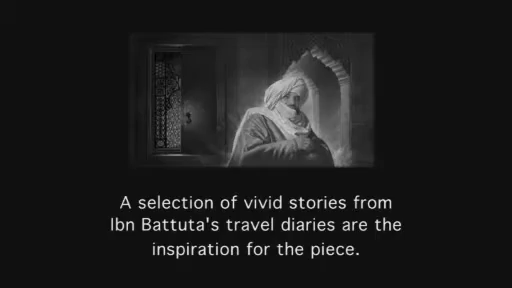 A selection of vivid stories from
Ibn Battuta's travel diaries are the
inspiration for the piece.